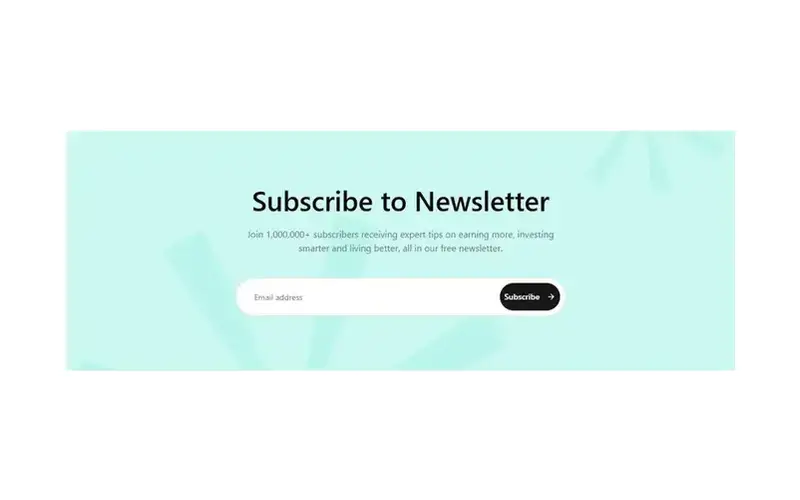 Subscribe to Newsletter
Join 1,000,000+ subscribers receiving expert tips on earning more, investing
smarter and living better, all in our free newsletter.
Email address
Subscribe →